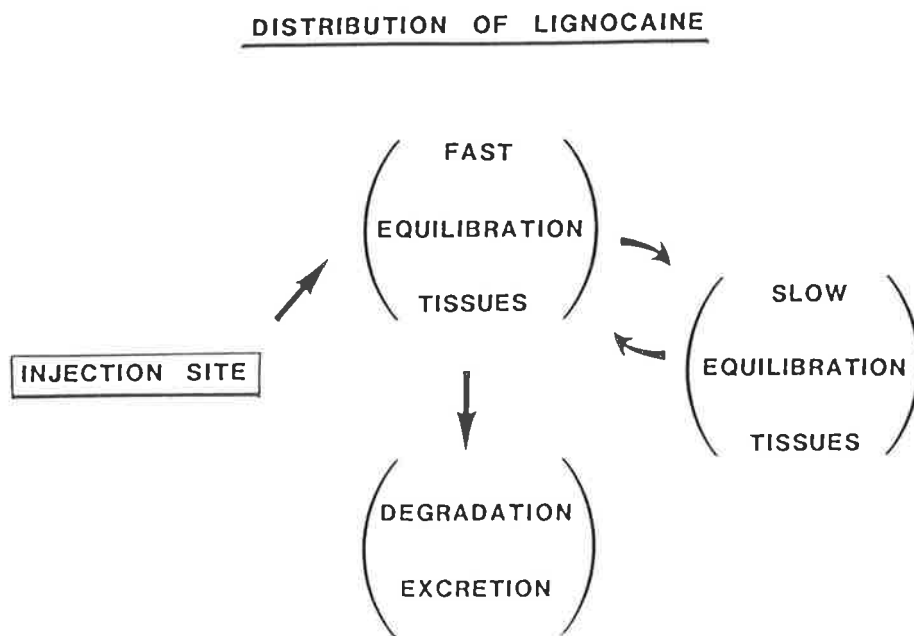 DISTRIBUTION OF LIGNOCAINE
FAST
EQUILIBRATION
TISSUES
SLOW
EQUILIBRATION
TISSUES
INJECTION SITE
DEGRADATION
EXCRETION